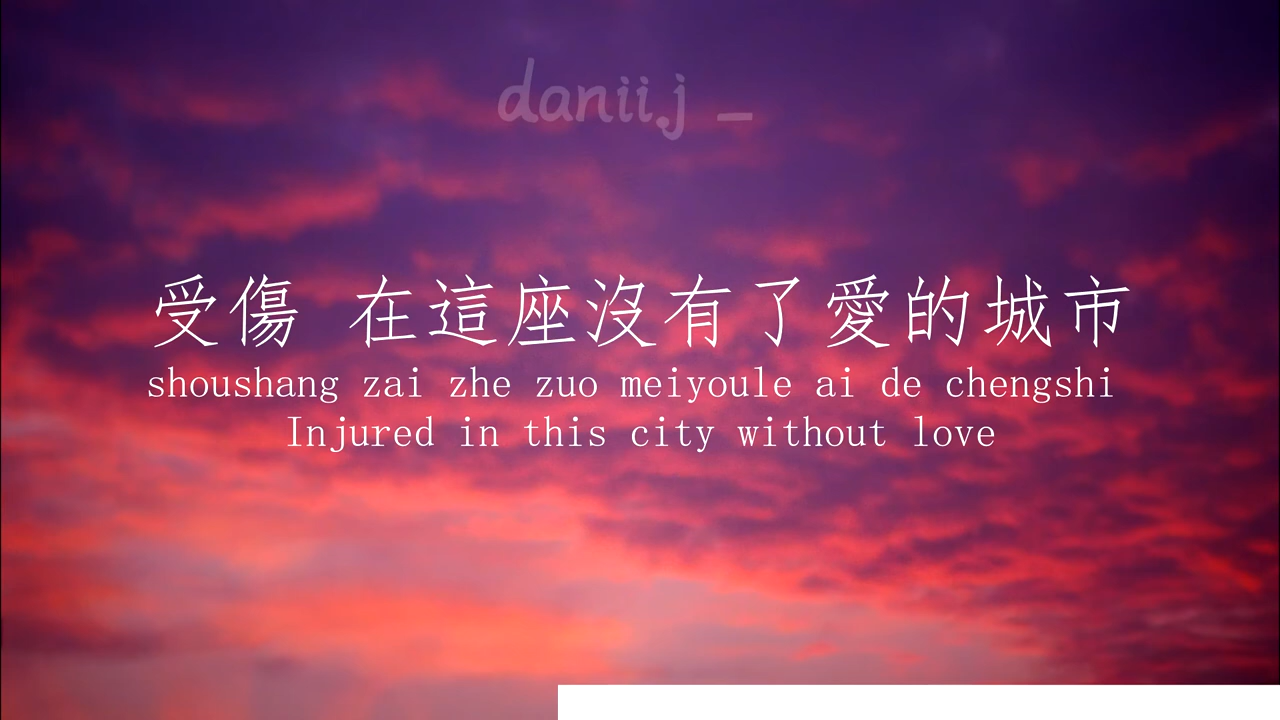 daniij_
受傷 在這座沒有了愛的城市
shoushang zai zhe zuo meiyoule ai de chengshi
Injured in this city without love